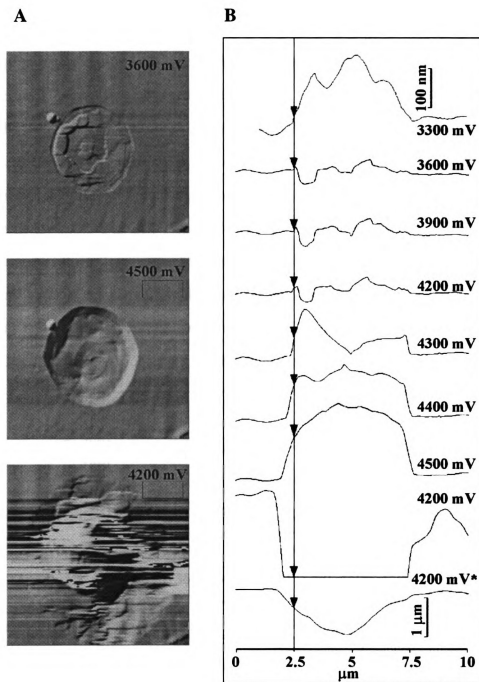 A
B
3600 mV
4500 mV
4200 mV
100 nm
3300 mV
3600 mV
3900 mV
4200 mV
4300 mV
4400 mV
4500 mV
4200 mV
4200 mV*
1 μm
0
2.5
5
7.5
10
μm